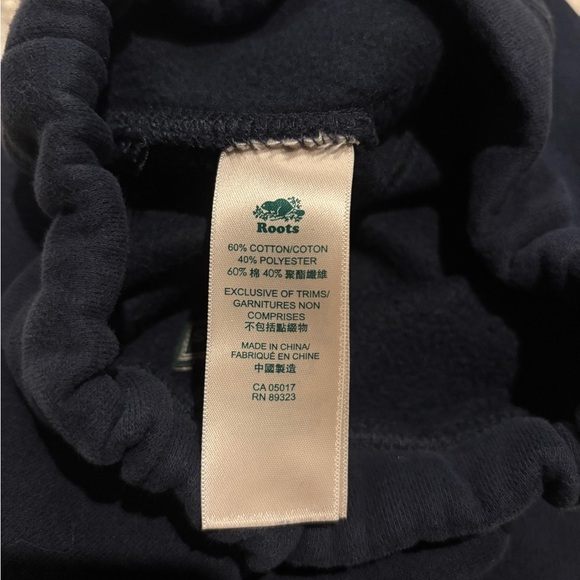 Roots
60% COTTON/COTON
40% POLYESTER
60% 棉 40% 聚酯纖維
EXCLUSIVE OF TRIMS/
GARNITURES NON
COMPRISES
不包括點綴物
MADE IN CHINA/
FABRIQUÉ EN CHINE
中國製造
CA 05017
RN 89323